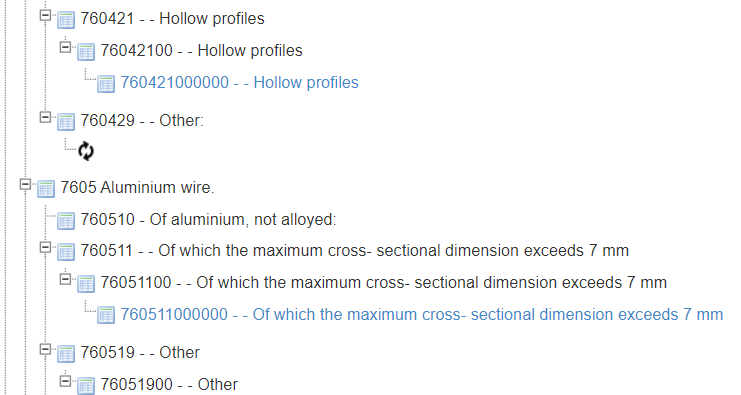 760421 - - Hollow profiles
76042100 - - Hollow profiles
760421000000 - - Hollow profiles
760429 - - Other:
7605 Aluminium wire.
760510 - Of aluminium, not alloyed:
760511 - - Of which the maximum cross- sectional dimension exceeds 7 mm
76051100 - - Of which the maximum cross- sectional dimension exceeds 7 mm
760511000000 - - Of which the maximum cross- sectional dimension exceeds 7 mm
760519 - - Other
76051900 - - Other